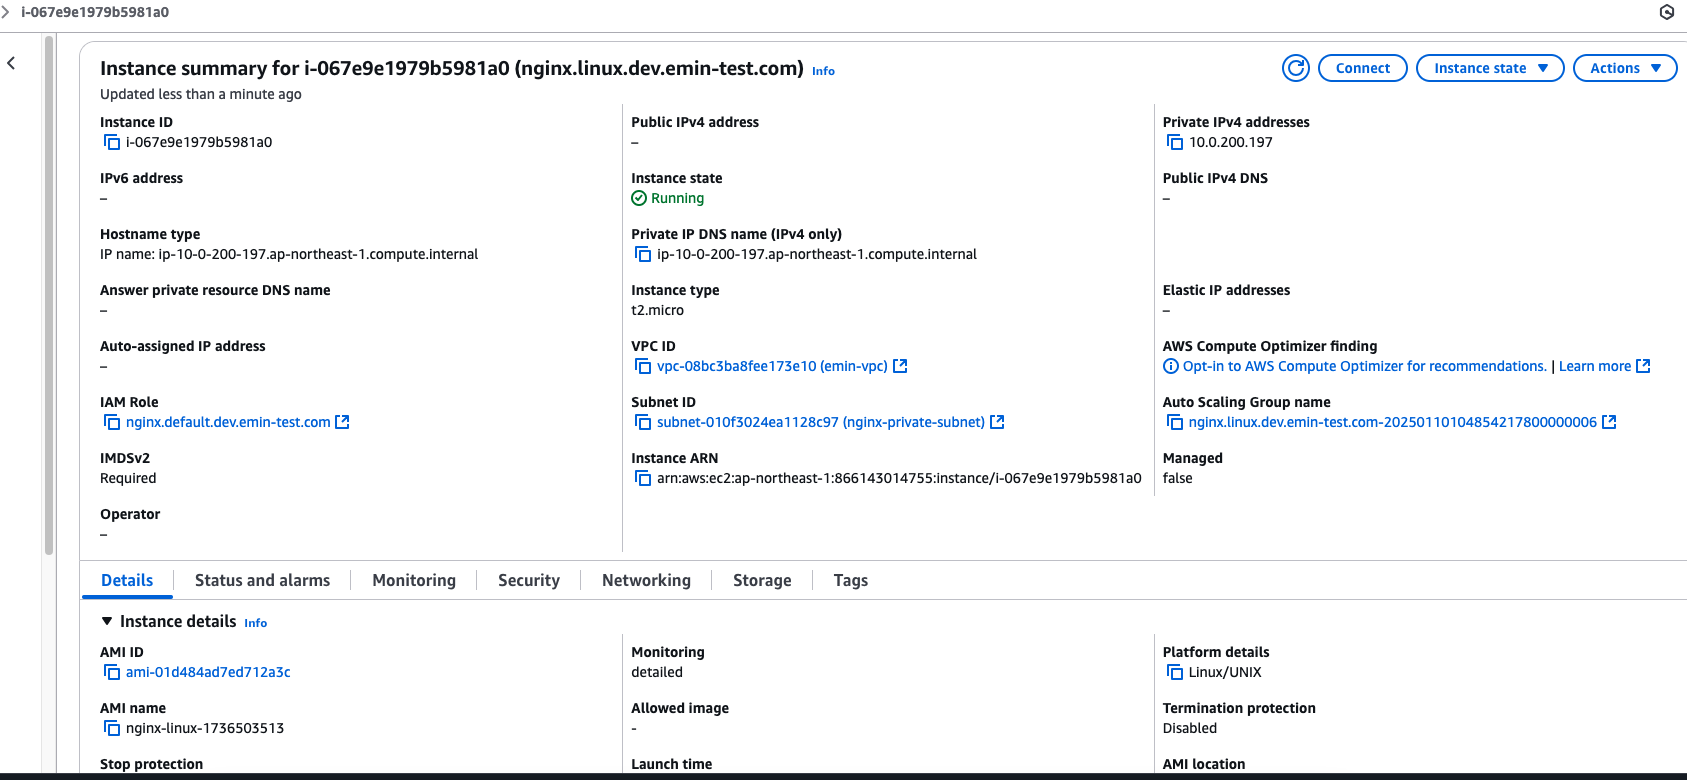 i-067e9e1979b5981a0
Instance summary for i-067e9e1979b5981a0 (nginx.linux.dev.emin-test.com) Info
Connect
Instance state
Actions
Updated less than a minute ago
Instance ID
i-067e9e1979b5981a0
Public IPv4 address
–
Private IPv4 addresses
10.0.200.197
IPv6 address
–
Instance state
Running
Public IPv4 DNS
–
Hostname type
IP name: ip-10-0-200-197.ap-northeast-1.compute.internal
Private IP DNS name (IPv4 only)
ip-10-0-200-197.ap-northeast-1.compute.internal
Answer private resource DNS name
–
Instance type
t2.micro
Elastic IP addresses
–
Auto-assigned IP address
–
VPC ID
vpc-08bc3ba8fee173e10 (emin-vpc)
AWS Compute Optimizer finding
Opt-in to AWS Compute Optimizer for recommendations. | Learn more
IAM Role
nginx.default.dev.emin-test.com
Subnet ID
subnet-010f3024ea1128c97 (nginx-private-subnet)
Auto Scaling Group name
nginx.linux.dev.emin-test.com-20250110104854217800000006
IMDSv2
Required
Instance ARN
arn:aws:ec2:ap-northeast-1:866143014755:instance/i-067e9e1979b5981a0
Managed
false
Operator
–
Details
Status and alarms
Monitoring
Security
Networking
Storage
Tags
Instance details Info
AMI ID
ami-01d484ad7ed712a3c
Monitoring
detailed
Platform details
Linux/UNIX
AMI name
nginx-linux-1736503513
Allowed image
-
Termination protection
Disabled
Stop protection
Launch time
AMI location